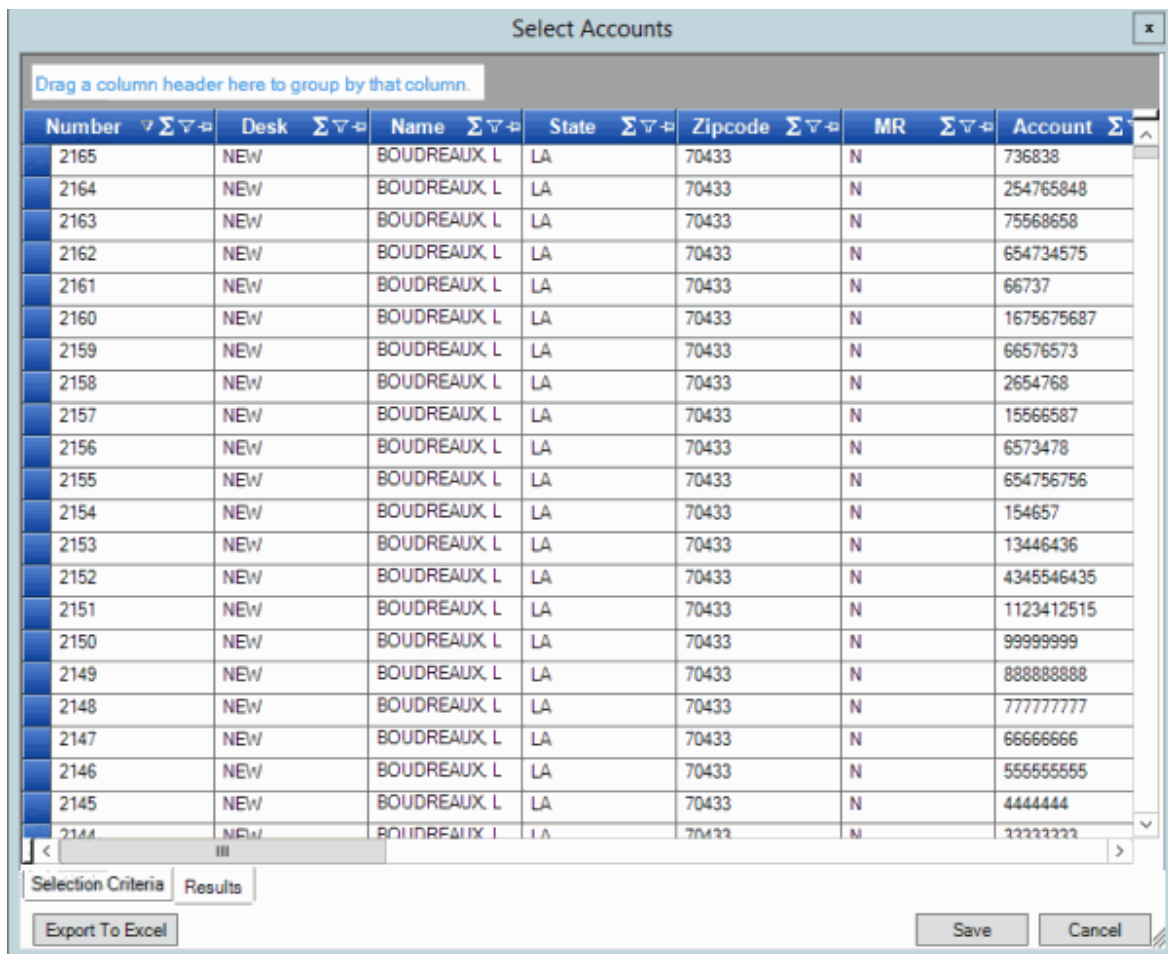 Select Accounts
x
Drag a column header here to group by that column.
Number Desk Name State Zipcode MR Account
2165 NEW BOUDREAUX, L LA 70433 N 736838
2164 NEW BOUDREAUX, L LA 70433 N 254765848
2163 NEW BOUDREAUX, L LA 70433 N 75568658
2162 NEW BOUDREAUX, L LA 70433 N 654734575
2161 NEW BOUDREAUX, L LA 70433 N 66737
2160 NEW BOUDREAUX, L LA 70433 N 1675675687
2159 NEW BOUDREAUX, L LA 70433 N 66576573
2158 NEW BOUDREAUX, L LA 70433 N 2654768
2157 NEW BOUDREAUX, L LA 70433 N 15566587
2156 NEW BOUDREAUX, L LA 70433 N 6573478
2155 NEW BOUDREAUX, L LA 70433 N 654756756
2154 NEW BOUDREAUX, L LA 70433 N 154657
2153 NEW BOUDREAUX, L LA 70433 N 13446436
2152 NEW BOUDREAUX, L LA 70433 N 4345546435
2151 NEW BOUDREAUX, L LA 70433 N 1123412515
2150 NEW BOUDREAUX, L LA 70433 N 99999999
2149 NEW BOUDREAUX, L LA 70433 N 888888888
2148 NEW BOUDREAUX, L LA 70433 N 777777777
2147 NEW BOUDREAUX, L LA 70433 N 66666666
2146 NEW BOUDREAUX, L LA 70433 N 555555555
2145 NEW BOUDREAUX, L LA 70433 N 4444444
2144 NEW BOUDREAUX, L LA 70433 N 33333333
Selection Criteria Results
Export To Excel Save Cancel